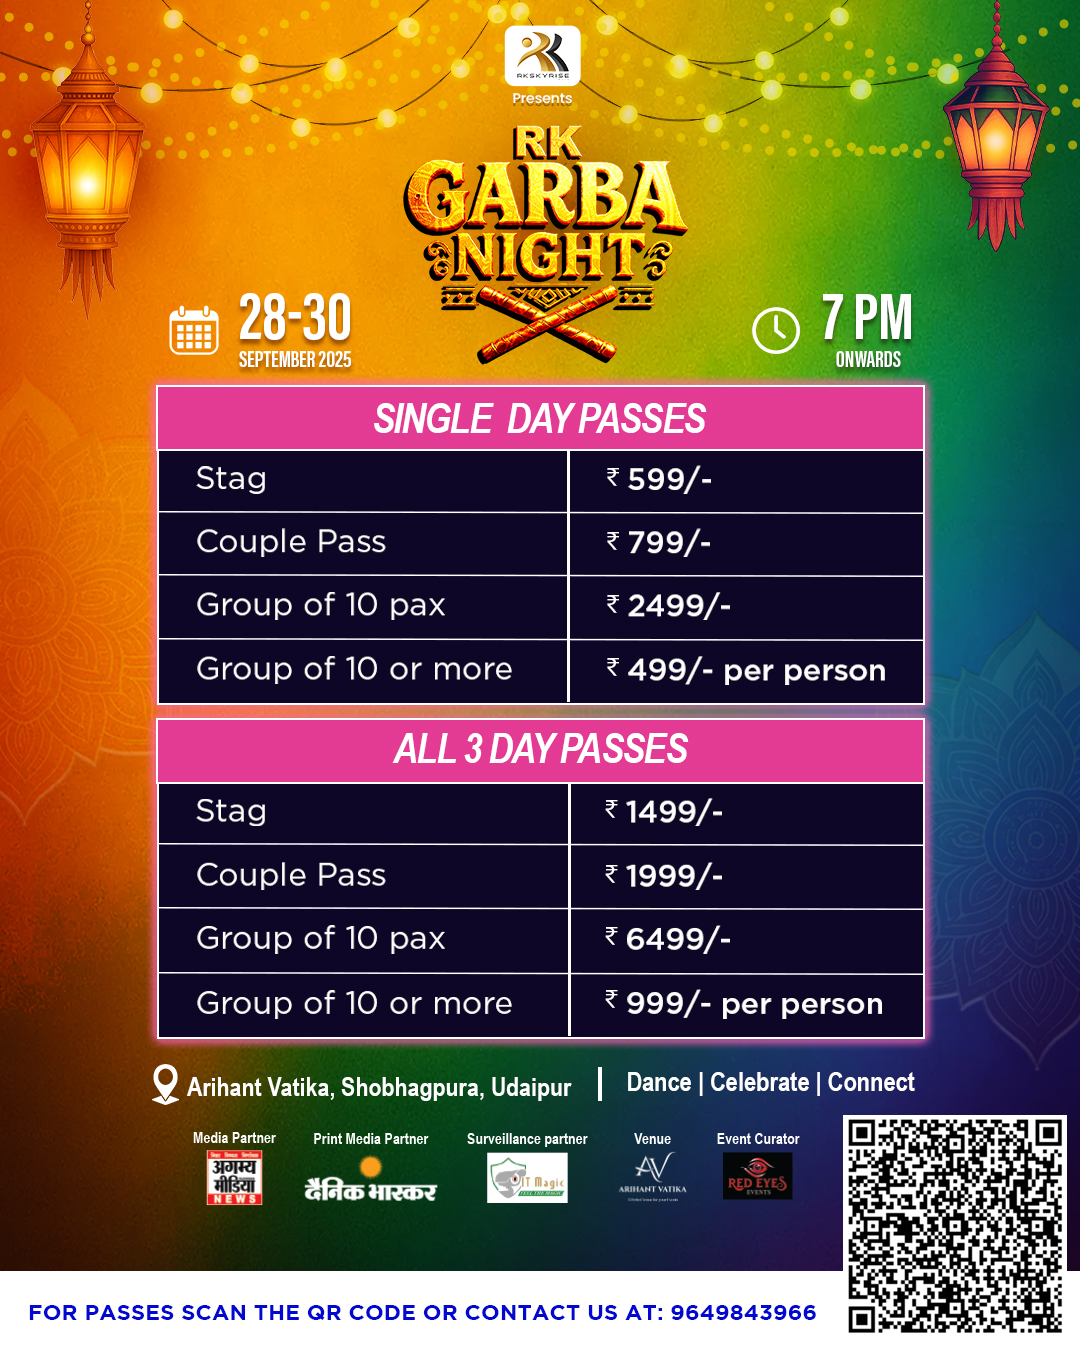 RKSKYRISE
Presents
RK
GARBA
NIGHT
28-30
SEPTEMBER 2025
7 PM
ONWARDS
SINGLE DAY PASSES
Stag ₹ 599/-
Couple Pass ₹ 799/-
Group of 10 pax ₹ 2499/-
Group of 10 or more ₹ 499/- per person
ALL 3 DAY PASSES
Stag ₹ 1499/-
Couple Pass ₹ 1999/-
Group of 10 pax ₹ 6499/-
Group of 10 or more ₹ 999/- per person
Arihant Vatika, Shobhagpura, Udaipur
Dance | Celebrate | Connect
Media Partner
अगम्य
मीडिया
NEWS
Print Media Partner
दैनिक भास्कर
Surveillance partner
IT Magic
Venue
AV
ARIHANT VATIKA
Event Curator
RED EYES
EVENTS
FOR PASSES SCAN THE QR CODE OR CONTACT US AT: 9649843966